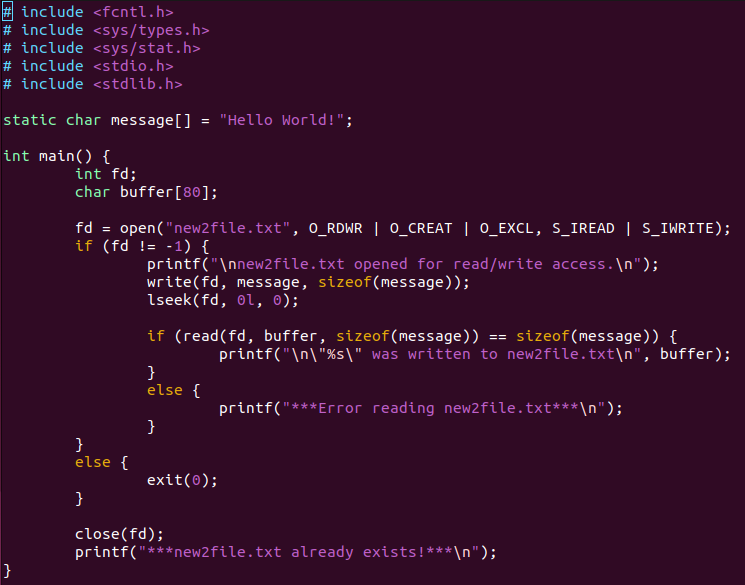 # include <fcntl.h>
# include <sys/types.h>
# include <sys/stat.h>
# include <stdio.h>
# include <stdlib.h>

static char message[] = "Hello World!";

int main() {
        int fd;
        char buffer[80];

        fd = open("new2file.txt", O_RDWR | O_CREAT | O_EXCL, S_IREAD | S_IWRITE);
        if (fd != -1) {
                printf("\nnew2file.txt opened for read/write access.\n");
                write(fd, message, sizeof(message));
                lseek(fd, 0l, 0);

                if (read(fd, buffer, sizeof(message)) == sizeof(message)) {
                        printf("\n\"%s\" was written to new2file.txt\n", buffer);
                }
                else {
                        printf("***Error reading new2file.txt***\n");
                }
        }
        else {
                exit(0);
        }

        close(fd);
        printf("***new2file.txt already exists!***\n");
}